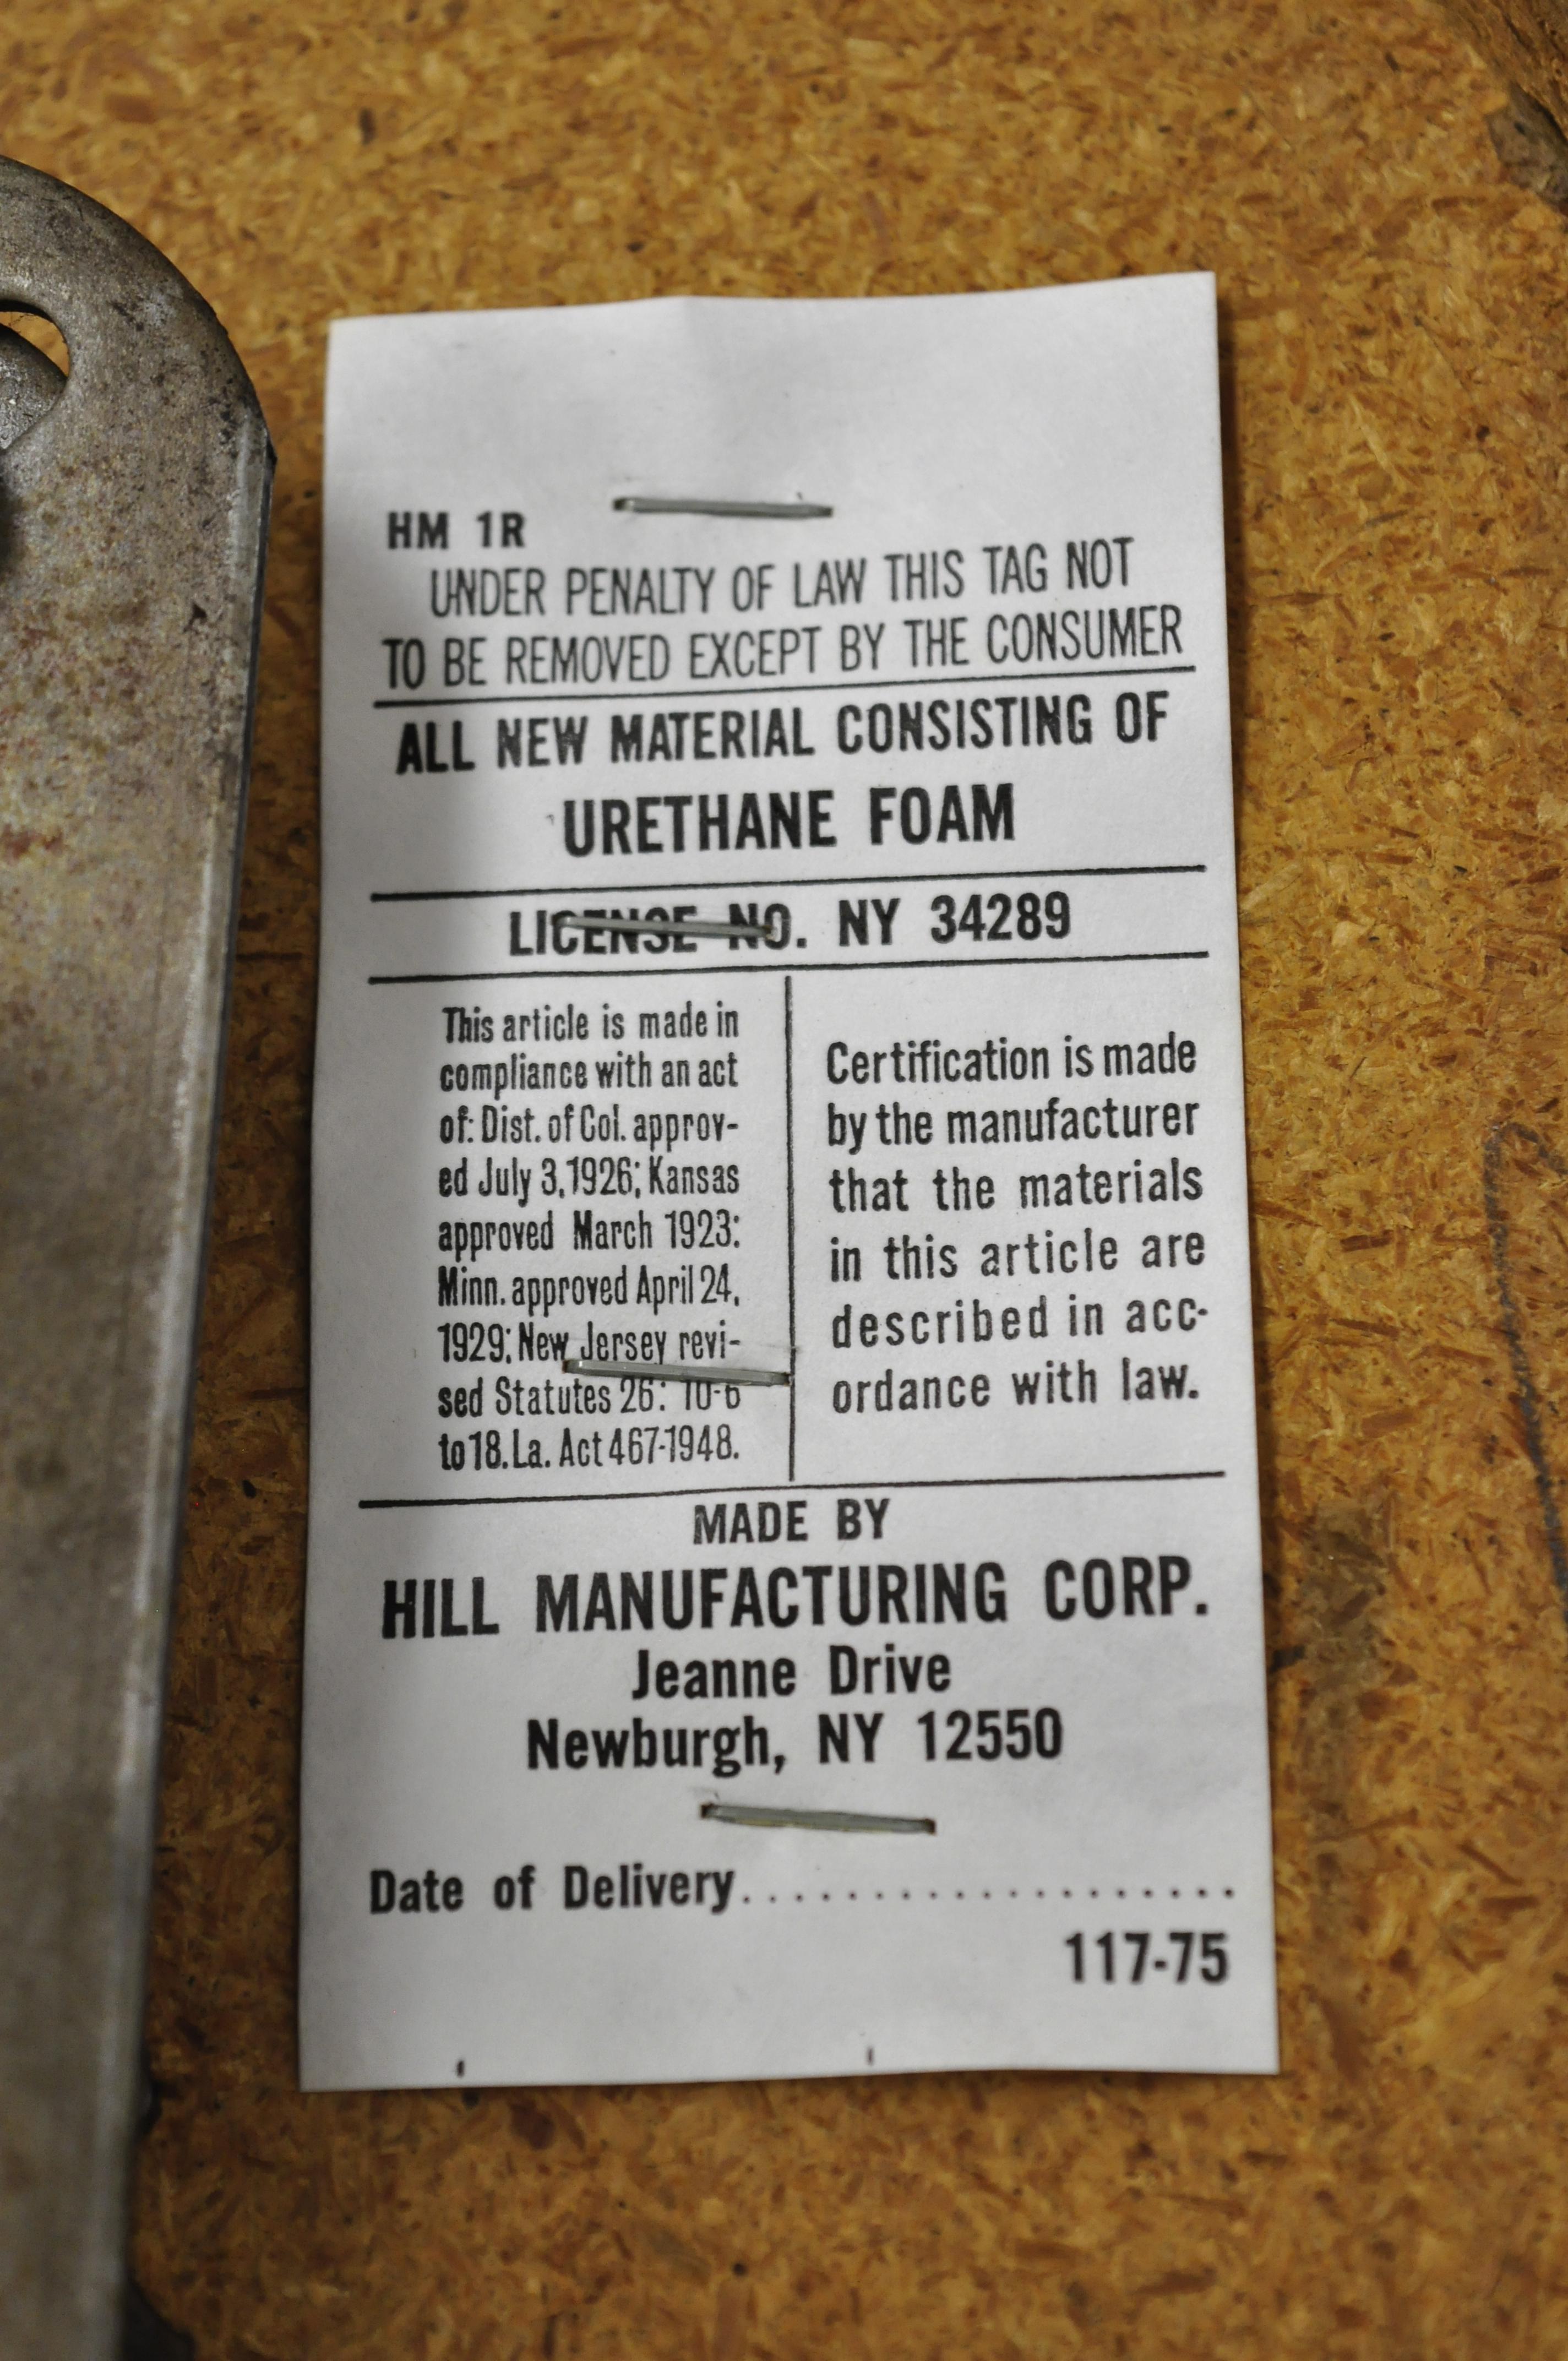 HM 1R
UNDER PENALTY OF LAW THIS TAG NOT
TO BE REMOVED EXCEPT BY THE CONSUMER
ALL NEW MATERIAL CONSISTING OF
URETHANE FOAM
LICENSE NO. NY 34289
This article is made in
compliance with an act
of: Dist. of Col. approv-
ed July 3, 1926; Kansas
approved March 1923:
Minn. approved April 24,
1929; New Jersey revi-
sed Statutes 26: 10-6
to 18. La. Act 467-1948.
Certification is made
by the manufacturer
that the materials
in this article are
described in acc-
ordance with law.
MADE BY
HILL MANUFACTURING CORP.
Jeanne Drive
Newburgh, NY 12550
Date of Delivery....................
117-75